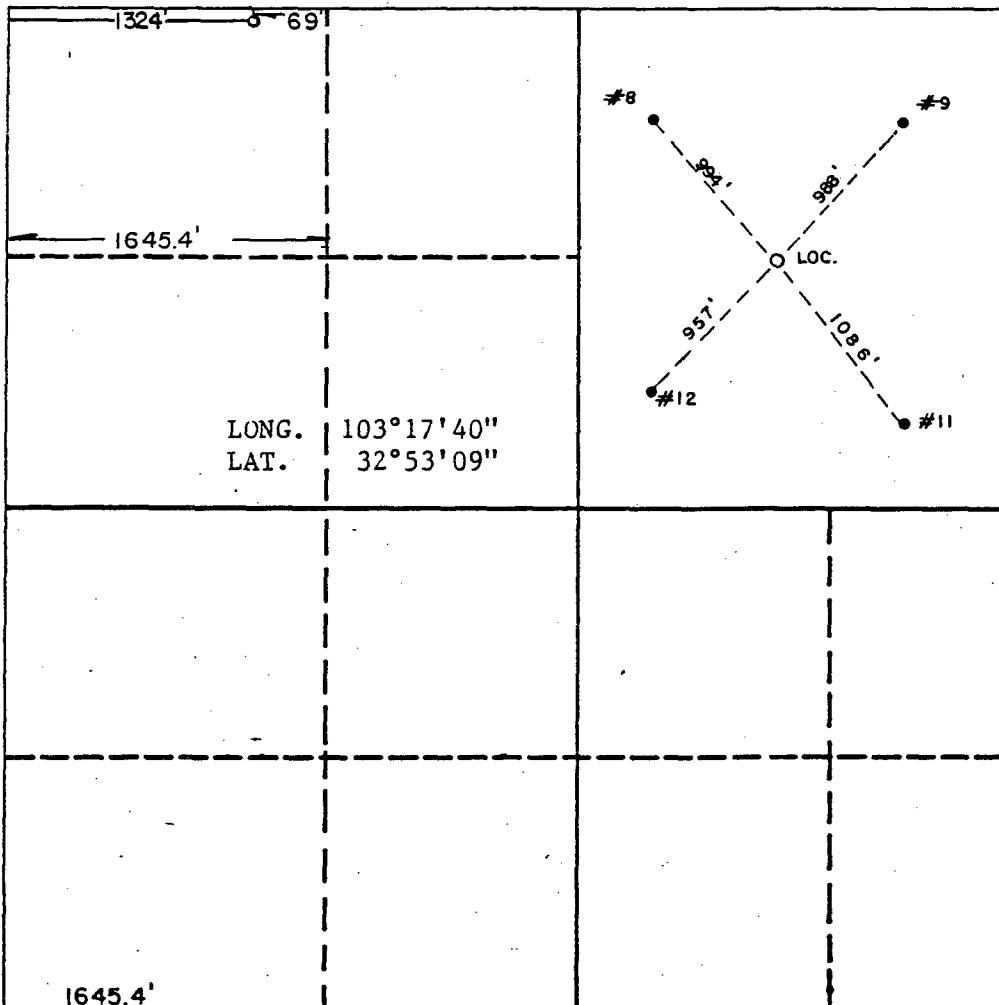 1324' 69'
#8 #9
994' 988'
1645.4'
LOC.
957' 1086'
#12 #11
LONG. 103°17'40"
LAT. 32°53'09"
1645.4'